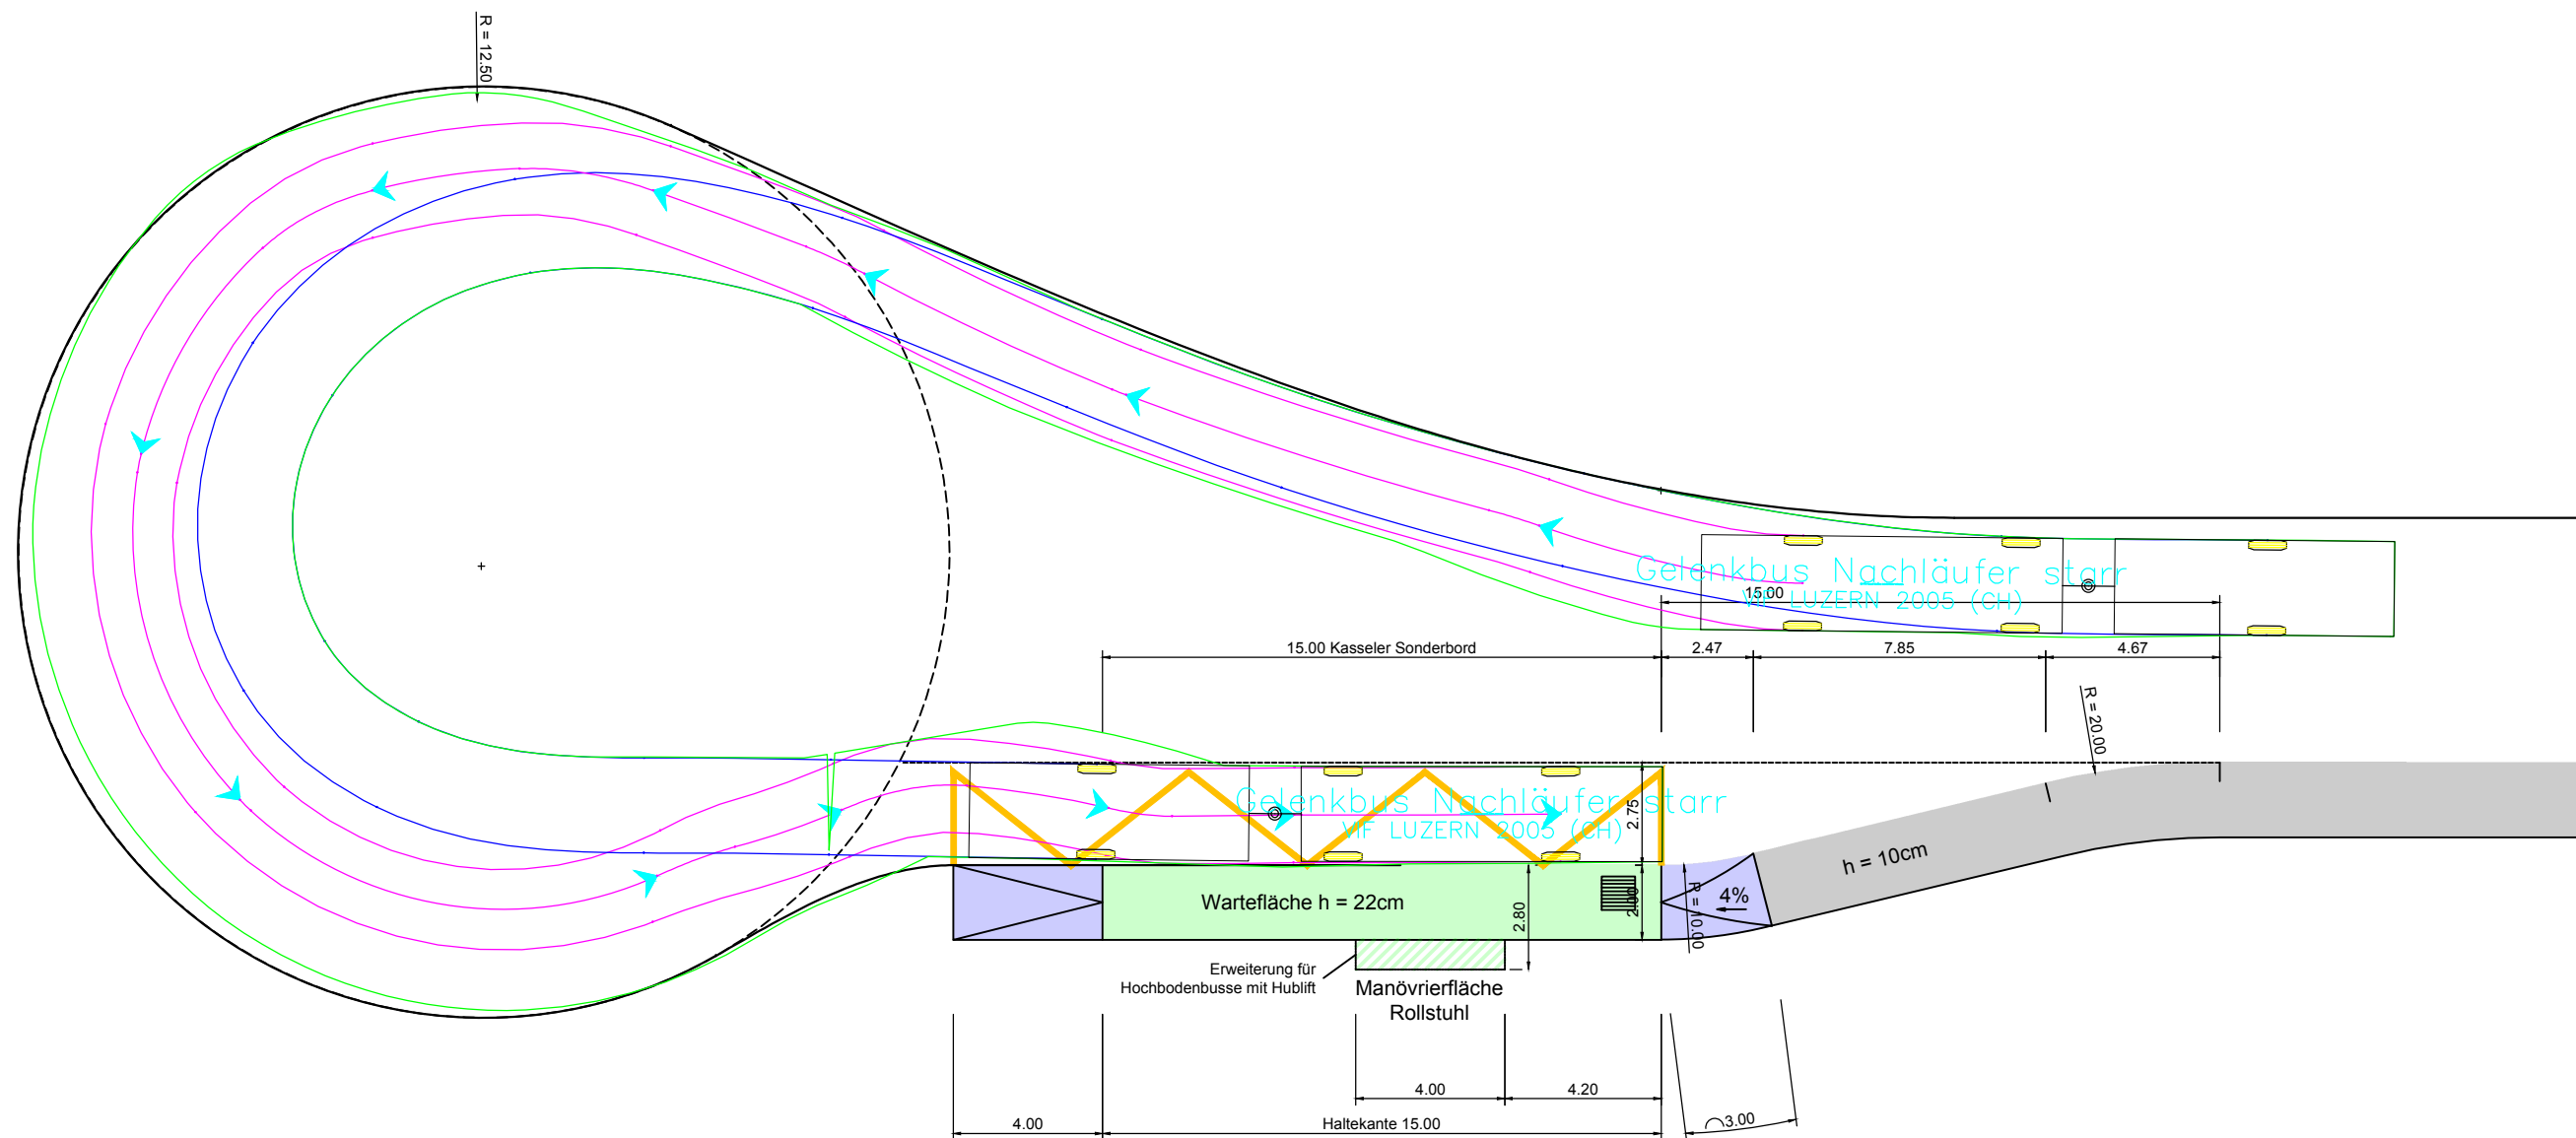 R = 12.50
Gelenkbus Nachläufer starr
VIF LUZERN 2005 (CH)
15.00
15.00 Kasseler Sonderbord
2.47
7.85
4.67
R = 20.00
Gelenkbus Nachläufer starr
VIF LUZERN 2005 (CH)
2.75
h = 10cm
Wartefläche h = 22cm
2.80
2.00
R = 10.00
4%
Erweiterung für
Hochbodenbusse mit Hublift
Manövrierfläche
Rollstuhl
4.00
4.20
4.00
Haltekante 15.00
3.00